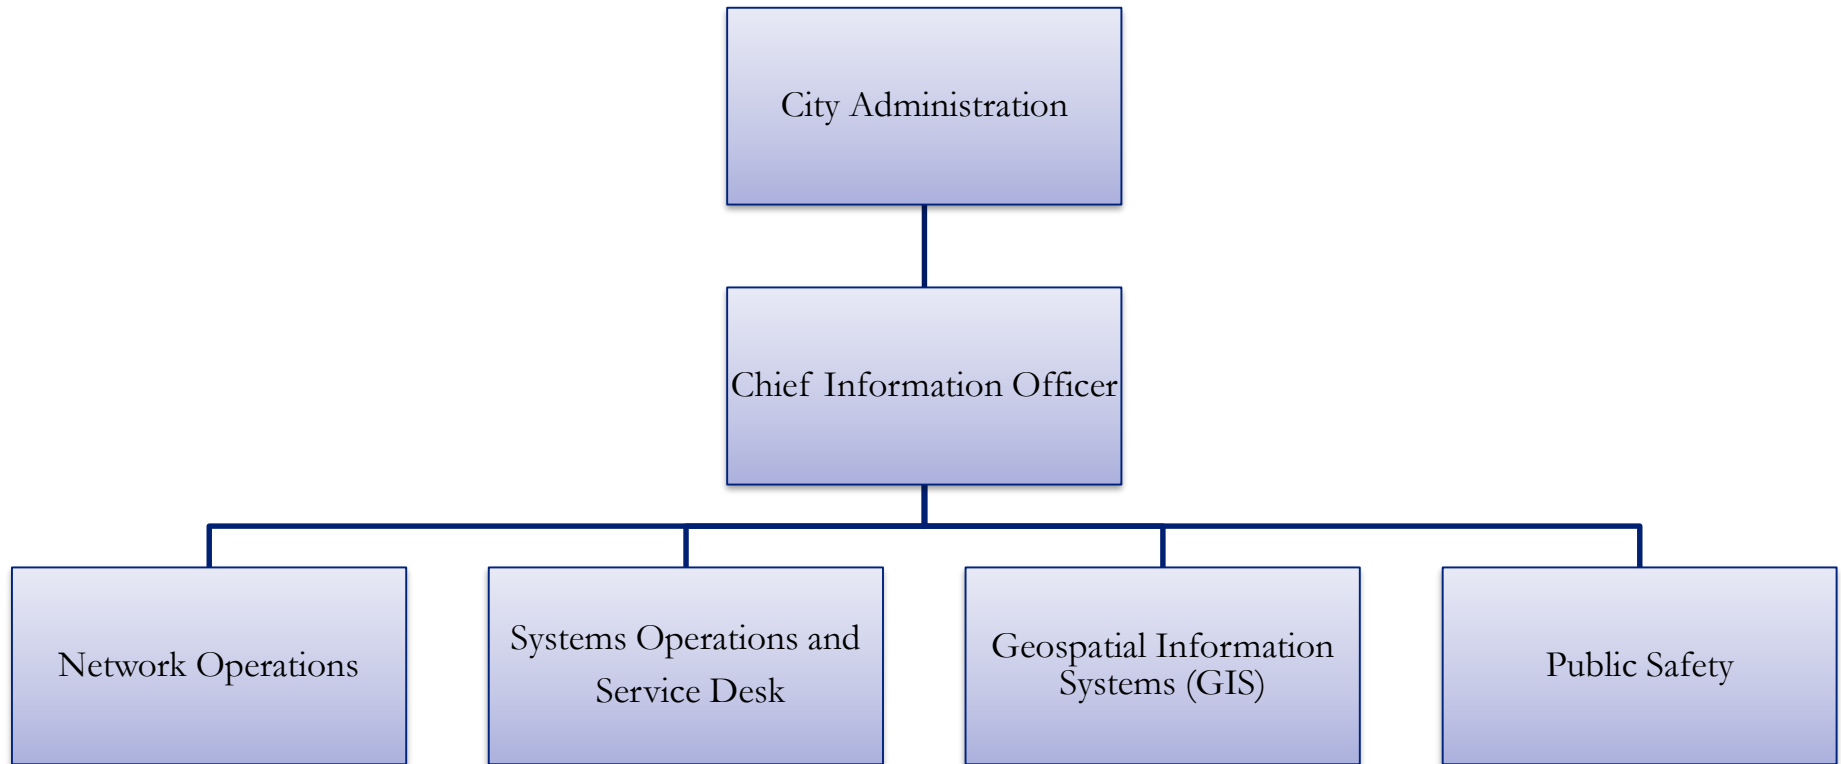 City Administration
Chief Information Officer
Network Operations
Systems Operations and
Service Desk
Geospatial Information
Systems (GIS)
Public Safety